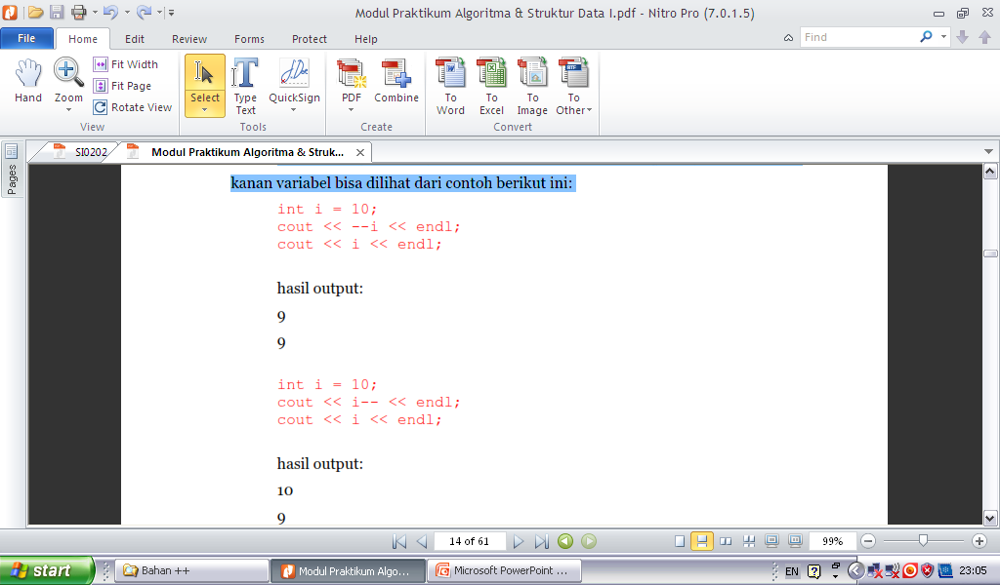 Modul Praktikum Algoritma & Struktur Data I.pdf - Nitro Pro (7.0.1.5)
File Home Edit Review Forms Protect Help Find
Hand Zoom Fit Width Fit Page Rotate View
View
Select Type Text QuickSign
Tools
PDF Combine
Create
To Word To Excel To Image To Other
Convert
SI0202 Modul Praktikum Algoritma & Struk...
Pages
kanan variabel bisa dilihat dari contoh berikut ini:
int i = 10;
cout << --i << endl;
cout << i << endl;
hasil output:
9
9
int i = 10;
cout << i-- << endl;
cout << i << endl;
hasil output:
10
9
14 of 61 99%
start Bahan ++ Modul Praktikum Algo... Microsoft PowerPoint ... EN 23:05